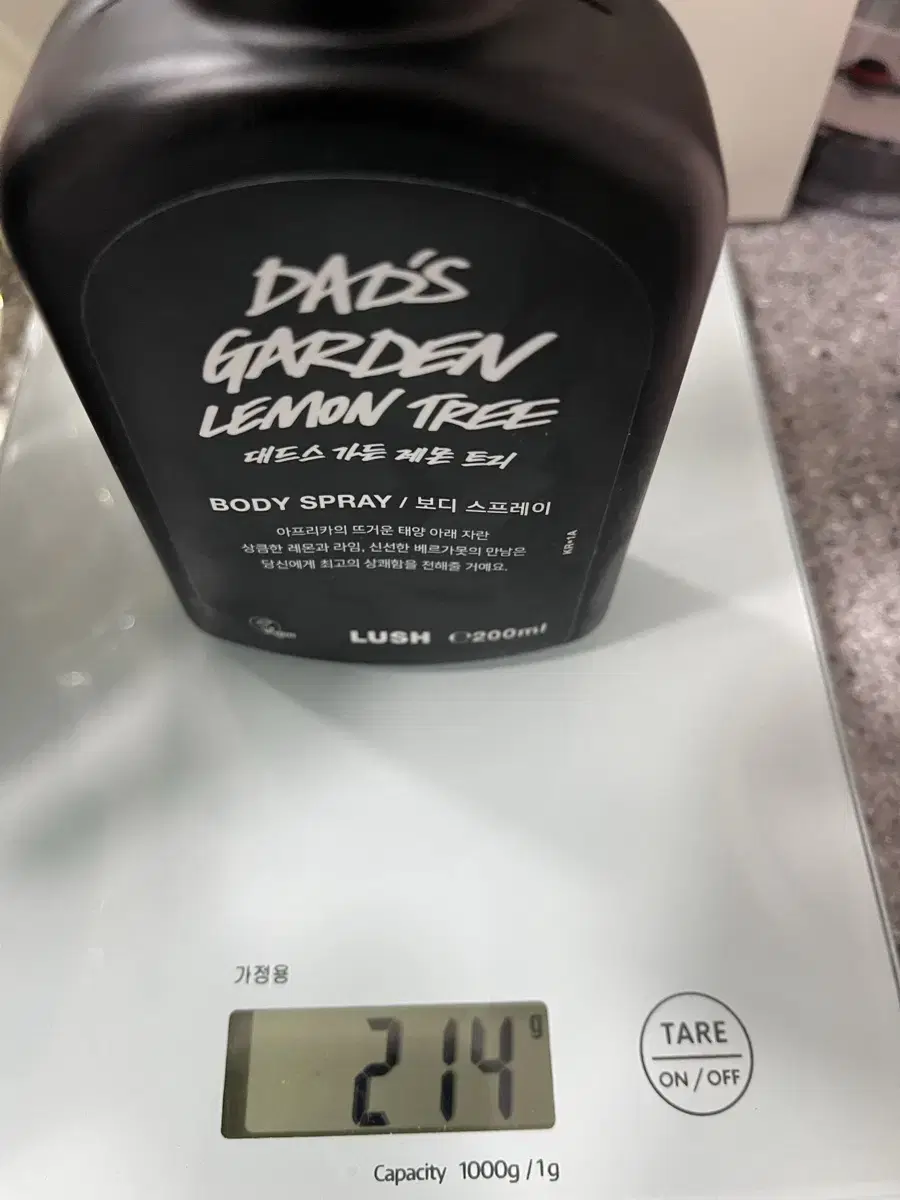 DAD'S
GARDEN
LEMON TREE
대드스 가든 레몬 트리
BODY SPRAY / 보디 스프레이
아프리카의 뜨거운 태양 아래 자란
상큼한 레몬과 라임, 신선한 베르가못의 만남은
당신에게 최고의 상쾌함을 전해줄 거예요.
KR*1A
LUSH ℮200ml
가정용
214 g
TARE
ON / OFF
Capacity 1000g /1g